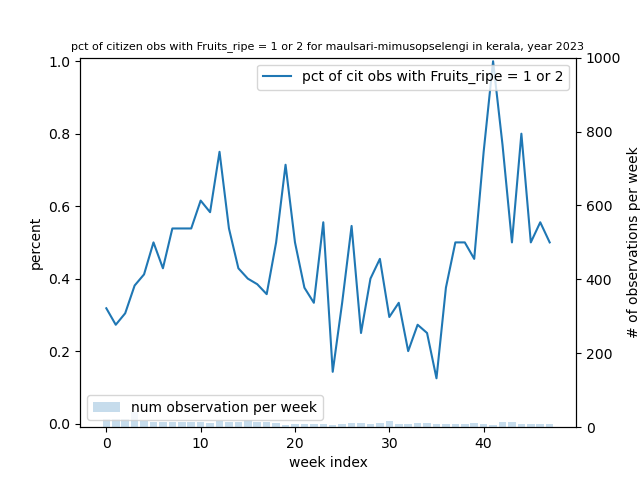 pct of citizen obs with Fruits_ripe = 1 or 2 for maulsari-mimusopselengi in kerala, year 2023
pct of cit obs with Fruits_ripe = 1 or 2
num observation per week
percent
1.0
0.8
0.6
0.4
0.2
0.0
1000
800
600
400
200
0
# of observations per week
0 10 20 30 40
week index